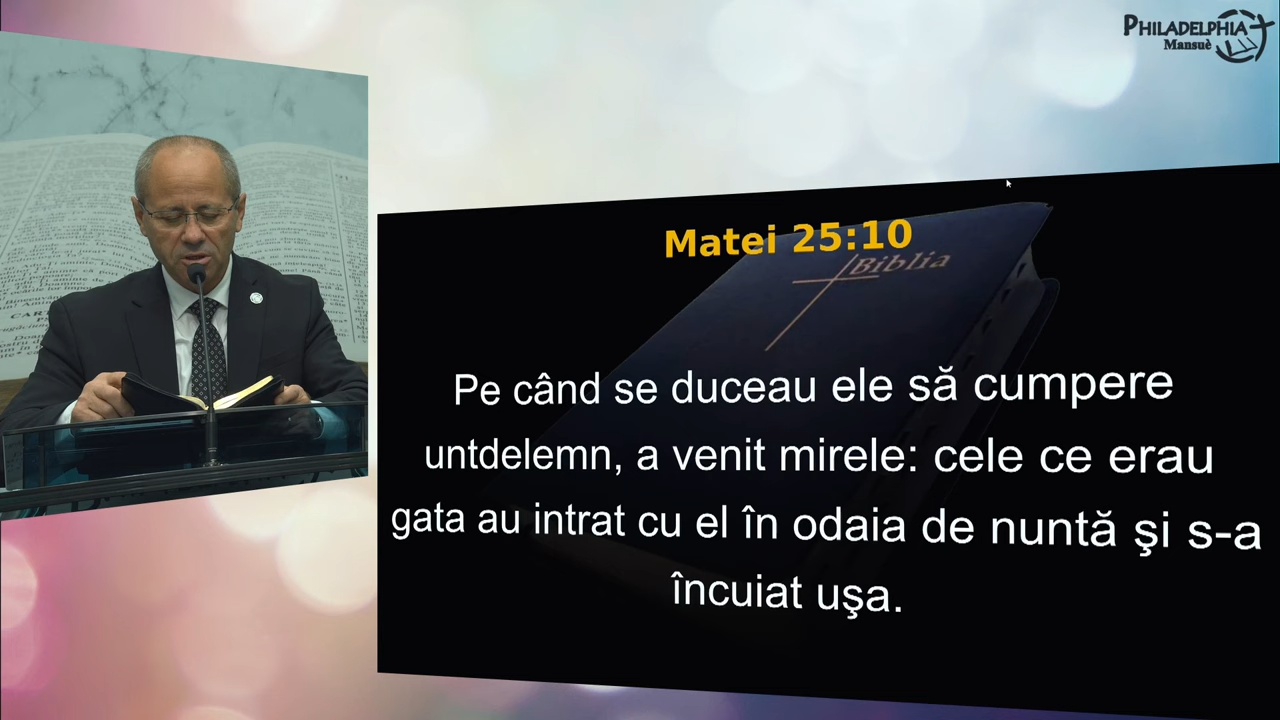 PHILADELPHIA
Mansuè
Matei 25:10
Biblia
Pe când se duceau ele să cumpere
untdelemn, a venit mirele: cele ce erau
gata au intrat cu el în odaia de nuntă şi s-a
încuiat uşa.